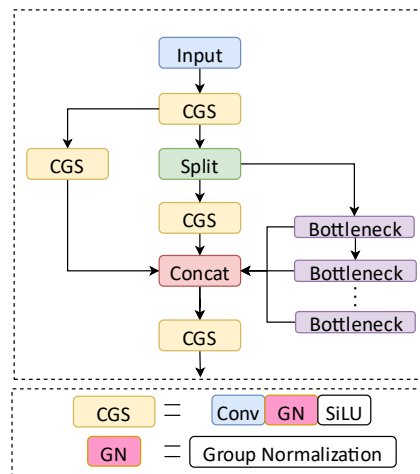 Input
CGS
CGS
Split
CGS
Bottleneck
Concat
Bottleneck
Bottleneck
CGS
CGS = Conv GN SiLU
GN = Group Normalization